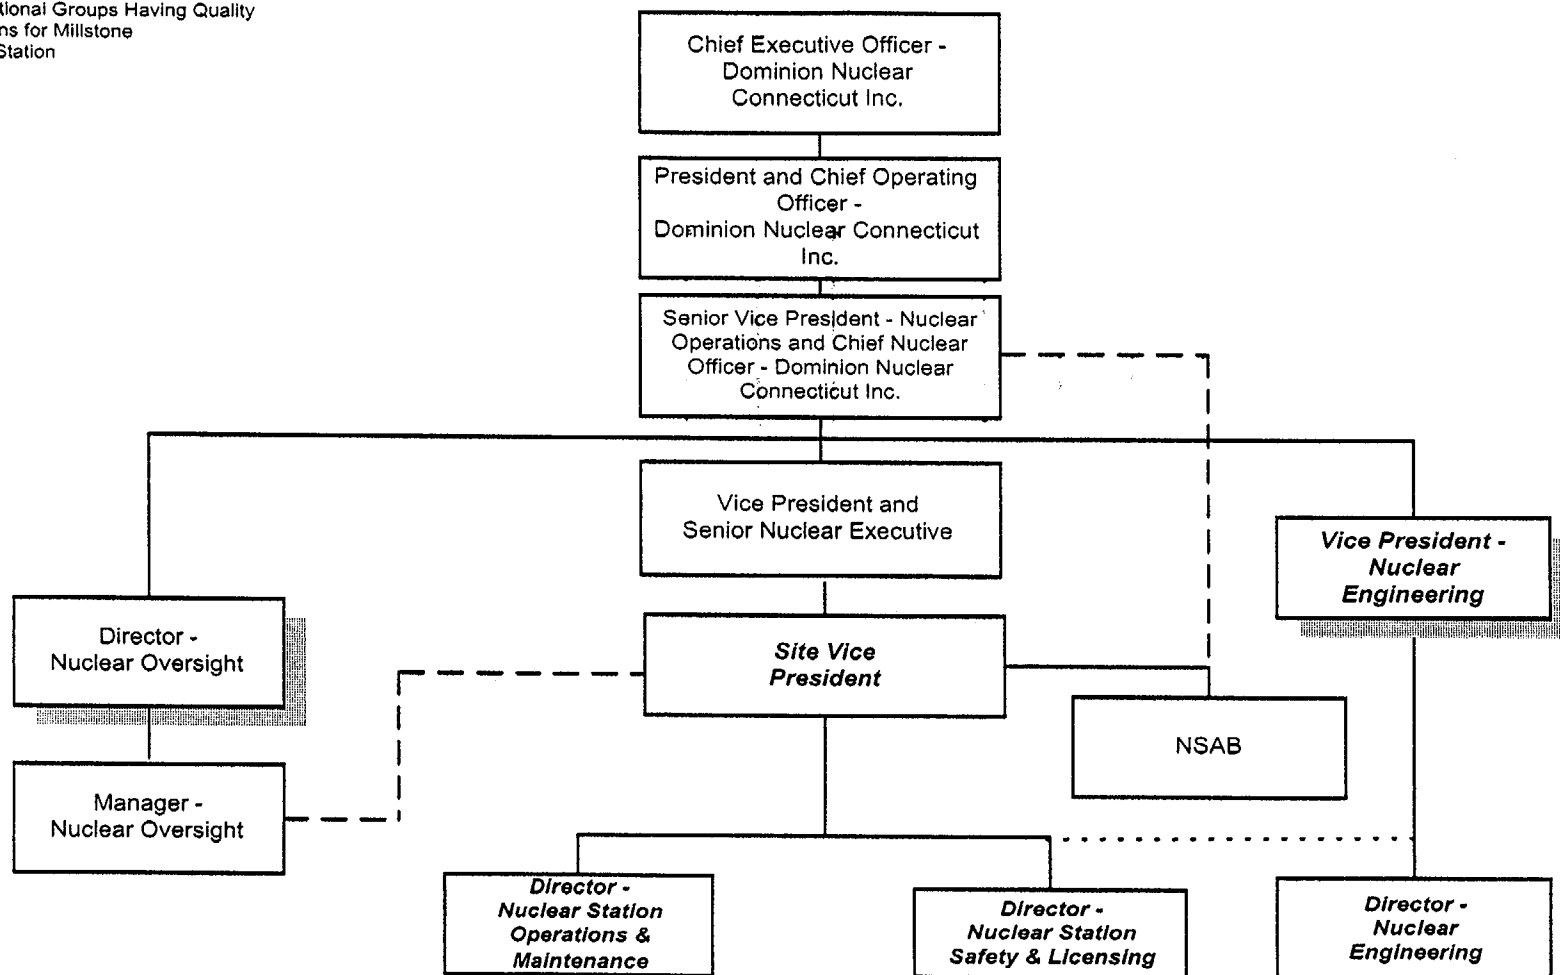 tional Groups Having Quality
ns for Millstone
Station
Chief Executive Officer -
Dominion Nuclear
Connecticut Inc.
President and Chief Operating
Officer -
Dominion Nuclear Connecticut
Inc.
Senior Vice President - Nuclear
Operations and Chief Nuclear
Officer - Dominion Nuclear
Connecticut Inc.
Vice President and
Senior Nuclear Executive
Vice President -
Nuclear
Engineering
Director -
Nuclear Oversight
Site Vice
President
NSAB
Manager -
Nuclear Oversight
Director -
Nuclear Station
Operations &
Maintenance
Director -
Nuclear Station
Safety & Licensing
Director -
Nuclear
Engineering